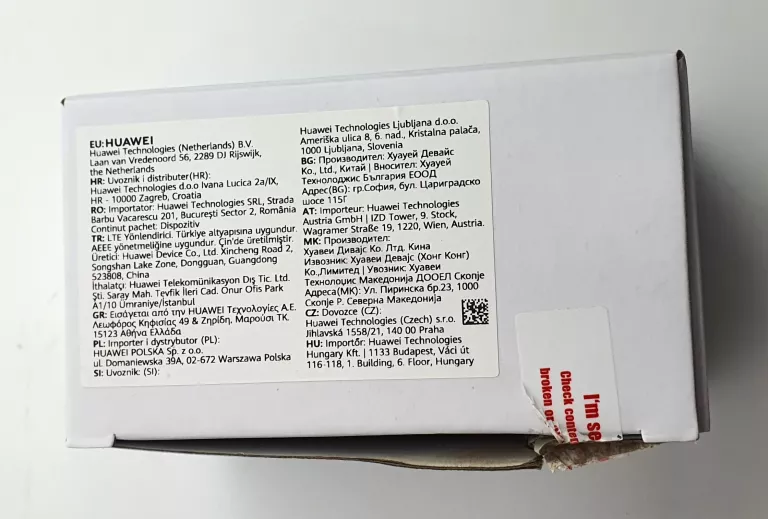 EU:HUAWEI
Huawei Technologies (Netherlands) B.V.
Laan van Vredenoord 56, 2289 DJ Rijswijk,
the Netherlands
HR: Uvoznik i distributer(HR):
Huawei Technologies d.o.o Ivana Lucica 2a/IX,
HR - 10000 Zagreb, Croatia
RO: Importator: Huawei Technologies SRL, Strada
Barbu Vacarescu 201, București Sector 2, România
Continut pachet: Dispozitiv
TR: LTE Yönlendirici. Türkiye altyapısına uygundur.
AEEE yönetmeliğine uygundur. Çin'de üretilmiştir.
Üretici: Huawei Device Co., Ltd. Xincheng Road 2,
Songshan Lake Zone, Dongguan, Guangdong
523808, China
İthalatçı: Huawei Telekomünikasyon Dış Tic. Ltd.
Şti. Saray Mah. Tevfik İleri Cad. Onur Ofis Park
A1/10 Ümraniye/İstanbul
GR: Εισάγεται από την HUAWEI Τεχνολογίες Α.Ε.
Λεωφόρος Κηφισίας 49 & Ζηρίδη, Μαρούσι ΤΚ.
15123 Αθήνα Ελλάδα
PL: Importer i dystrybutor (PL):
HUAWEI POLSKA Sp. z o.o.
ul. Domaniewska 39A, 02-672 Warszawa Polska
SI: Uvoznik: (SI):
Huawei Technologies Ljubljana d.o.o.
Ameriška ulica 8, 6. nad., Kristalna palača,
1000 Ljubljana, Slovenia
BG: Производител: Хуауей Девайс
Ко., Лтд., Китай | Вносител: Хуауей
Технолоджис България ЕООД
Адрес(BG): гр.София, бул. Цариградско
шосе 115Г
AT: Importeur: Huawei Technologies
Austria GmbH | IZD Tower, 9. Stock,
Wagramer Straße 19, 1220, Wien, Austria.
MK: Производител:
Хуавеи Дивајс Ко. Лтд. Кина
Извозник: Хуавеи Девајс (Хонг Конг)
Ко.,Лимитед | Увозник: Хуавеи
Технолоџис Македонија ДООЕЛ Скопје
Адреса(MK): Ул. Пиринска бр.23, 1000
Скопје Р. Северна Македонија
CZ: Dovozce (CZ):
Huawei Technologies (Czech) s.r.o.
Jihlavská 1558/21, 140 00 Praha
HU: Importőr: Huawei Technologies
Hungary Kft. | 1133 Budapest, Váci út
116-118, 1. Building, 6. Floor, Hungary
I'm se
Check conten
broken or